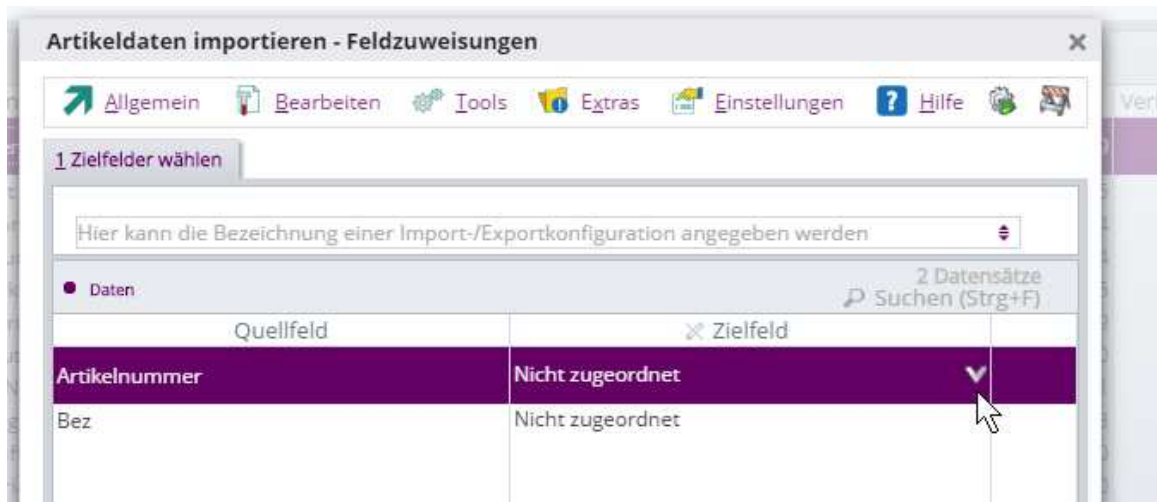 Artikeldaten importieren - Feldzuweisungen
Allgemein Bearbeiten Tools Extras Einstellungen Hilfe
1 Zielfelder wählen
Hier kann die Bezeichnung einer Import-/Exportkonfiguration angegeben werden
Daten
2 Datensätze
Suchen (Strg+F)
Quellfeld Zielfeld
Artikelnummer Nicht zugeordnet
Bez Nicht zugeordnet